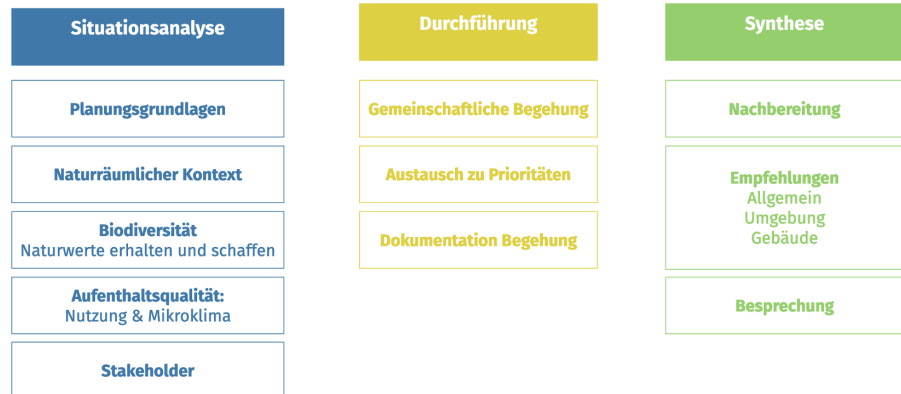 Situationsanalyse
Planungsgrundlagen
Naturräumlicher Kontext
Biodiversität
Naturwerte erhalten und schaffen
Aufenthaltsqualität:
Nutzung & Mikroklima
Stakeholder
Durchführung
Gemeinschaftliche Begehung
Austausch zu Prioritäten
Dokumentation Begehung
Synthese
Nachbereitung
Empfehlungen
Allgemein
Umgebung
Gebäude
Besprechung